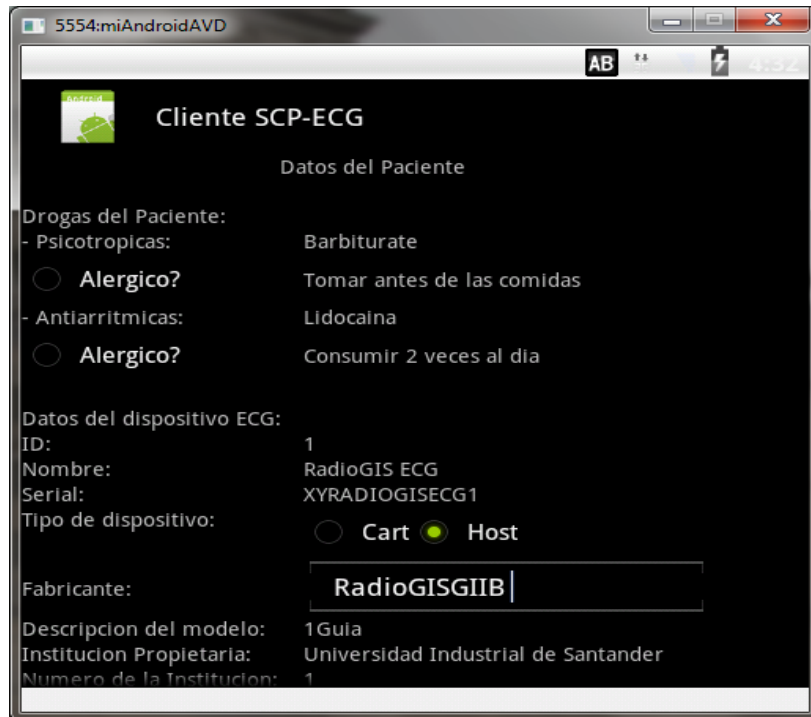 5554:miAndroidAVD
AB 4:32
Android
Cliente SCP-ECG
Datos del Paciente
Drogas del Paciente:
- Psicotropicas: Barbiturate
Alergico? Tomar antes de las comidas
- Antiarritmicas: Lidocaina
Alergico? Consumir 2 veces al dia
Datos del dispositivo ECG:
ID: 1
Nombre: RadioGIS ECG
Serial: XYRADIOGISECG1
Tipo de dispositivo: Cart Host
Fabricante: RadioGISGIIB
Descripcion del modelo: 1Guia
Institucion Propietaria: Universidad Industrial de Santander
Numero de la Institucion: 1